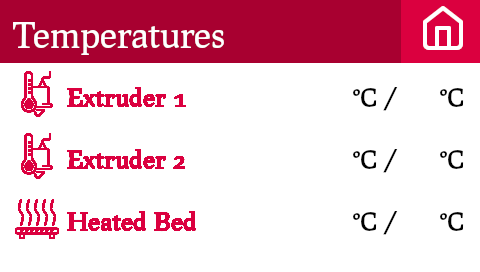 Temperatures
Extruder 1 °C / °C
Extruder 2 °C / °C
Heated Bed °C / °C